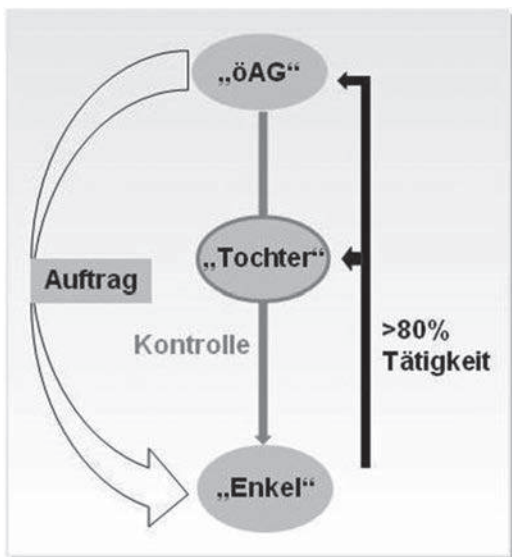 „öAG“
„Tochter“
Auftrag
Kontrolle
>80%
Tätigkeit
„Enkel“